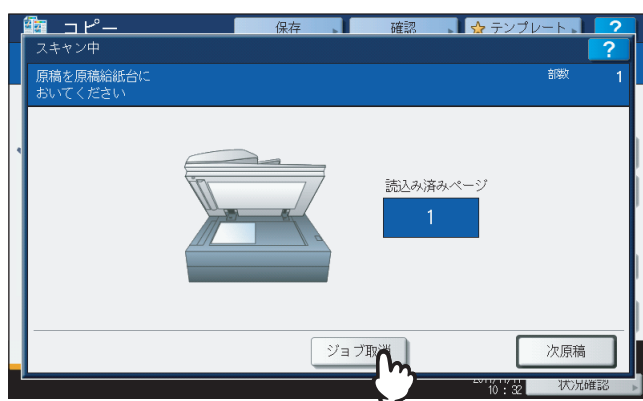 コピー
保存
確認
テンプレート
?
スキャン中
?
原稿を原稿給紙台に
おいてください
部数 1
読込み済みページ
1
ジョブ取消
次原稿
10:32
状況確認